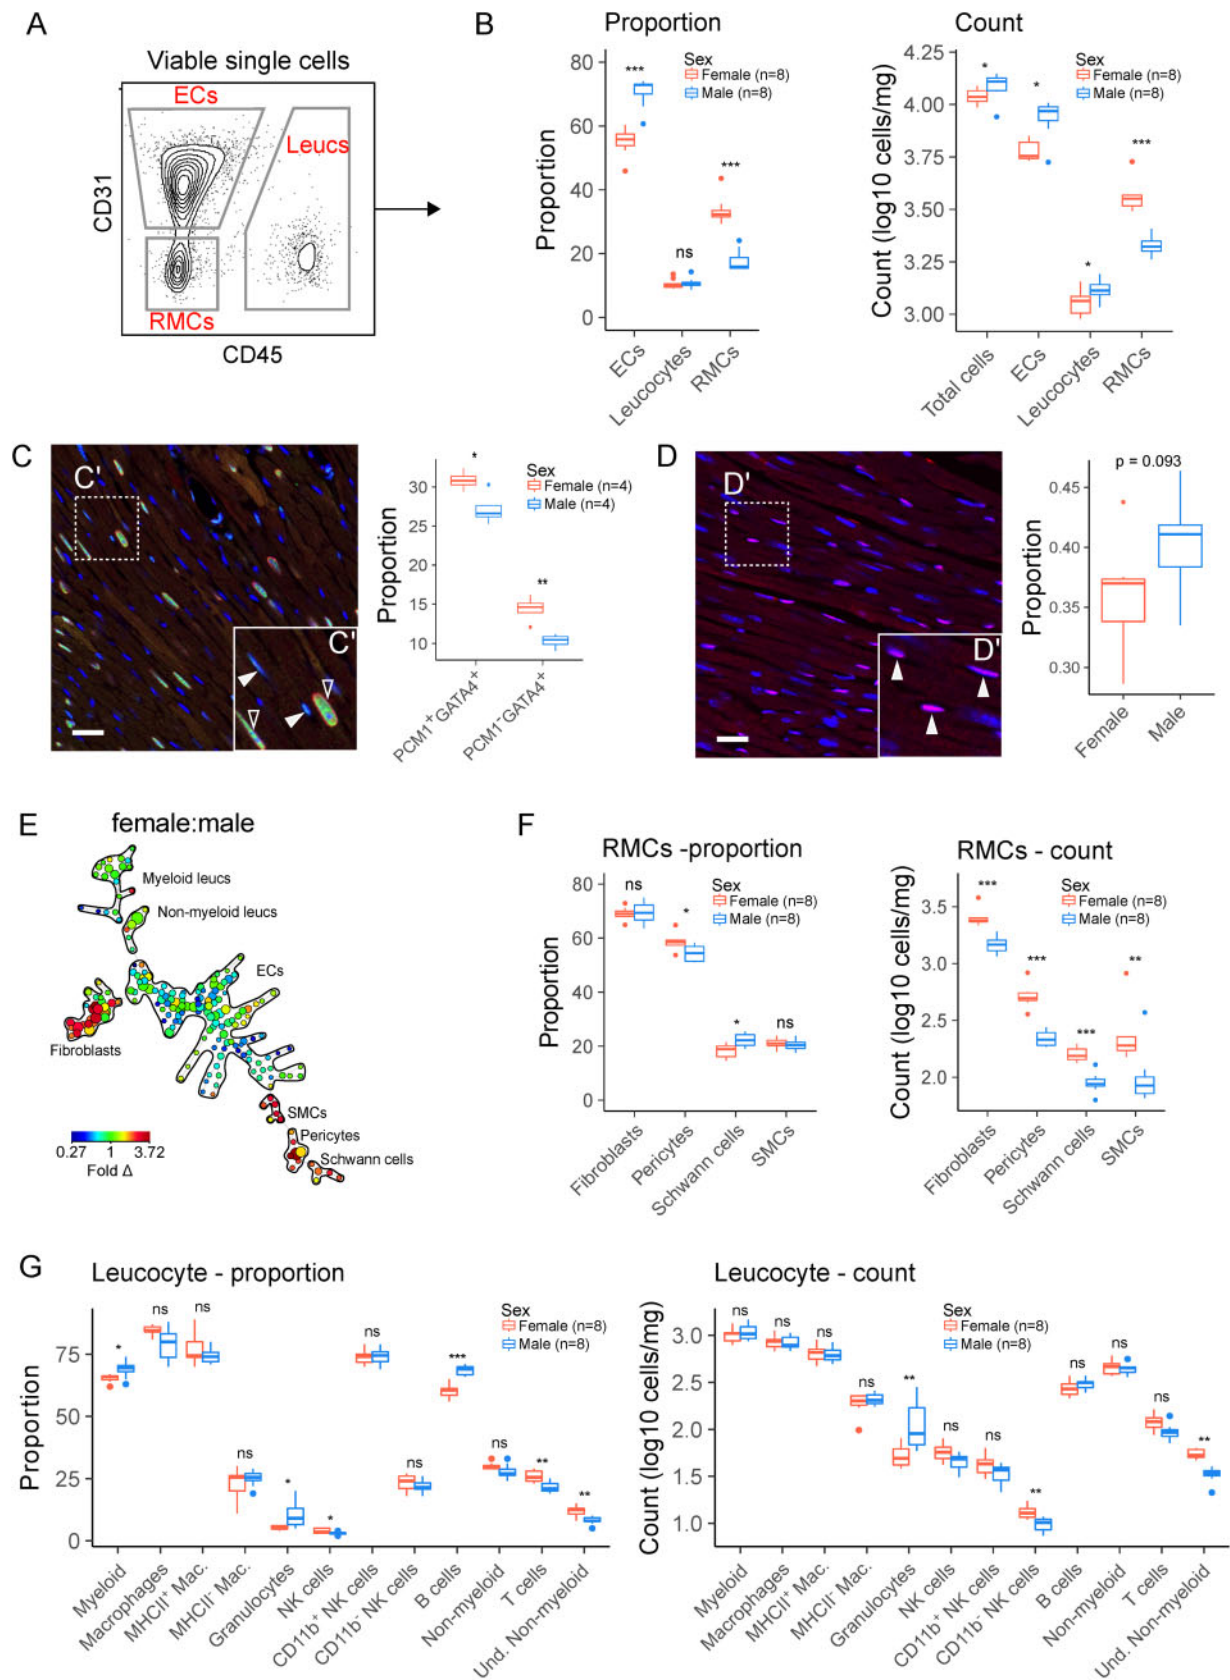 A
Viable single cells
ECs
Leucs
RMCs
CD31
CD45
B
Proportion
Proportion
80
60
40
20
0
***
ns
***
Sex
Female (n=8)
Male (n=8)
ECs
Leucocytes
RMCs
Count
Count (log10 cells/mg)
4.25
4.00
3.75
3.50
3.25
3.00
*
*
*
***
Sex
Female (n=8)
Male (n=8)
Total cells
ECs
Leucocytes
RMCs
C
C'
C'
Proportion
30
25
20
15
10
*
**
Sex
Female (n=4)
Male (n=4)
PCM1⁺GATA4⁺
PCM1⁻GATA4⁺
D
D'
D'
Proportion
p = 0.093
0.45
0.40
0.35
0.30
Female
Male
E
female:male
Myeloid leucs
Non-myeloid leucs
ECs
Fibroblasts
SMCs
Pericytes
Schwann cells
0.27 1 3.72
Fold Δ
F
RMCs -proportion
Proportion
80
60
40
20
0
ns
*
*
ns
Sex
Female (n=8)
Male (n=8)
Fibroblasts
Pericytes
Schwann cells
SMCs
RMCs - count
Count (log10 cells/mg)
3.5
3.0
2.5
2.0
***
***
***
**
Sex
Female (n=8)
Male (n=8)
Fibroblasts
Pericytes
Schwann cells
SMCs
G
Leucocyte - proportion
Proportion
75
50
25
0
*
ns
ns
ns
*
*
ns
ns
***
ns
**
**
Sex
Female (n=8)
Male (n=8)
Myeloid
Macrophages
MHCII⁺ Mac.
MHCII⁻ Mac.
Granulocytes
NK cells
CD11b⁺ NK cells
CD11b⁻ NK cells
B cells
Non-myeloid
T cells
Und. Non-myeloid
Leucocyte - count
Count (log10 cells/mg)
3.0
2.5
2.0
1.5
1.0
ns
ns
ns
ns
**
ns
ns
**
ns
ns
ns
**
Sex
Female (n=8)
Male (n=8)
Myeloid
Macrophages
MHCII⁺ Mac.
MHCII⁻ Mac.
Granulocytes
NK cells
CD11b⁺ NK cells
CD11b⁻ NK cells
B cells
Non-myeloid
T cells
Und. Non-myeloid